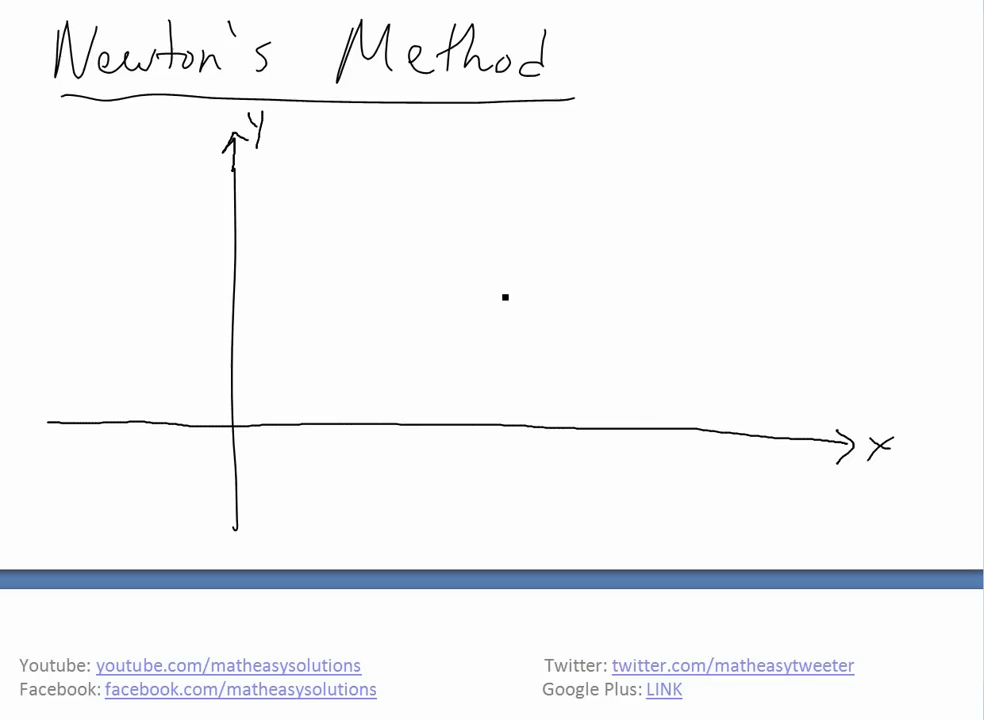 Newton's Method
y
x
Youtube: youtube.com/matheasysolutions Twitter: twitter.com/matheasytweeter
Facebook: facebook.com/matheasysolutions Google Plus: LINK